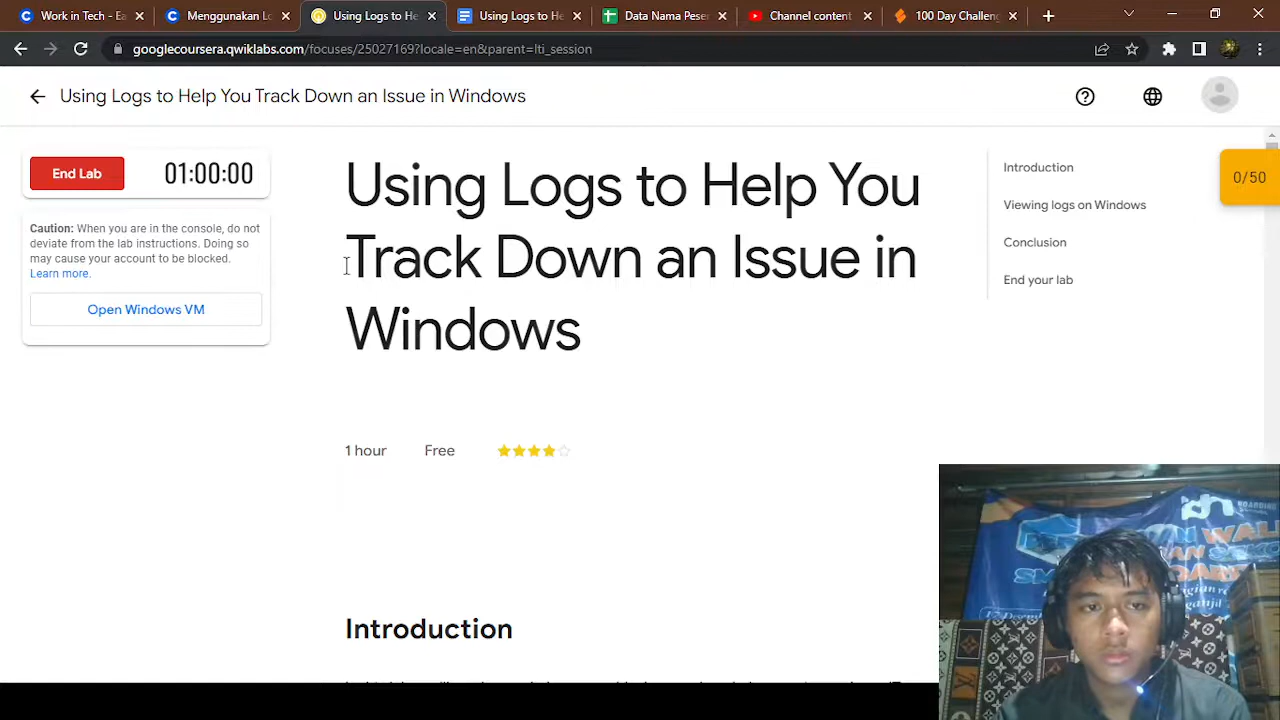 Work in Tech - Ea
Menggunakan Lo
Using Logs to He
Using Logs to He
Data Nama Pese
Channel content
100 Day Challeng
googlecoursera.qwiklabs.com/focuses/25027169?locale=en&parent=lti_session
Using Logs to Help You Track Down an Issue in Windows
End Lab
01:00:00
Caution: When you are in the console, do not
deviate from the lab instructions. Doing so
may cause your account to be blocked.
Learn more.
Open Windows VM
Using Logs to Help You
Track Down an Issue in
Windows
1 hour
Free
Introduction
Introduction
Viewing logs on Windows
Conclusion
End your lab
0/50
BOARDING
WAL